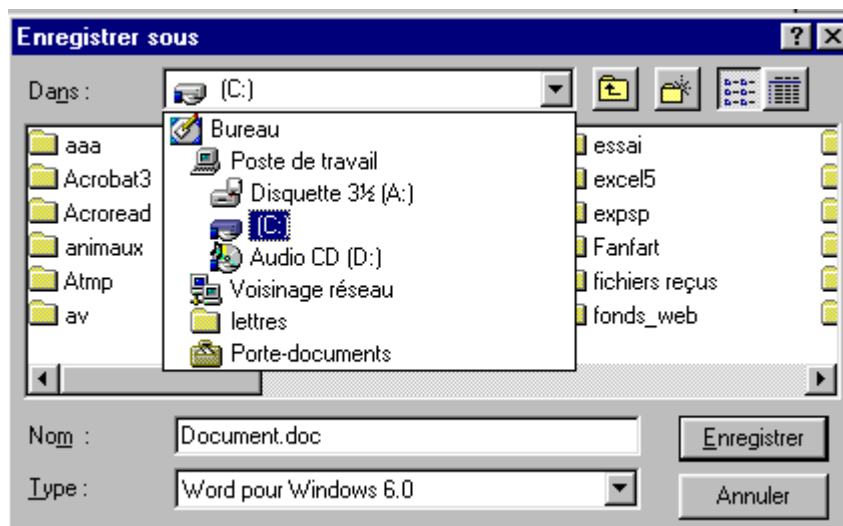 Enregistrer sous
Dans :
(C:)
Bureau
Poste de travail
Disquette 3½ (A:)
(C:
Audio CD (D:)
Voisinage réseau
lettres
Porte-documents
aaa
Acrobat3
Acroread
animaux
Atmp
av
essai
excel5
expsp
Fanfart
fichiers reçus
fonds_web
Nom :
Document.doc
Enregistrer
Type :
Word pour Windows 6.0
Annuler